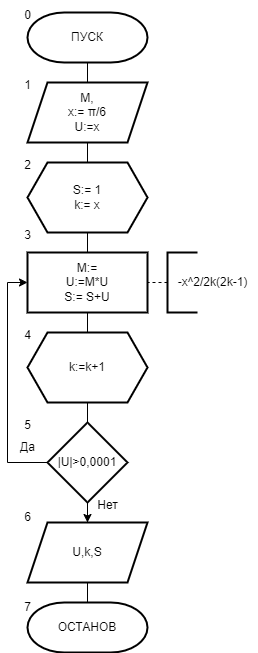 0
ПУСК
1
M,
x:= π/6
U:=x
2
S:= 1
k:= x
3
M:=
U:=M*U
S:= S+U
-x^2/2k(2k-1)
4
k:=k+1
5
Да
|U|>0,0001
Нет
6
U,k,S
7
ОСТАНОВ